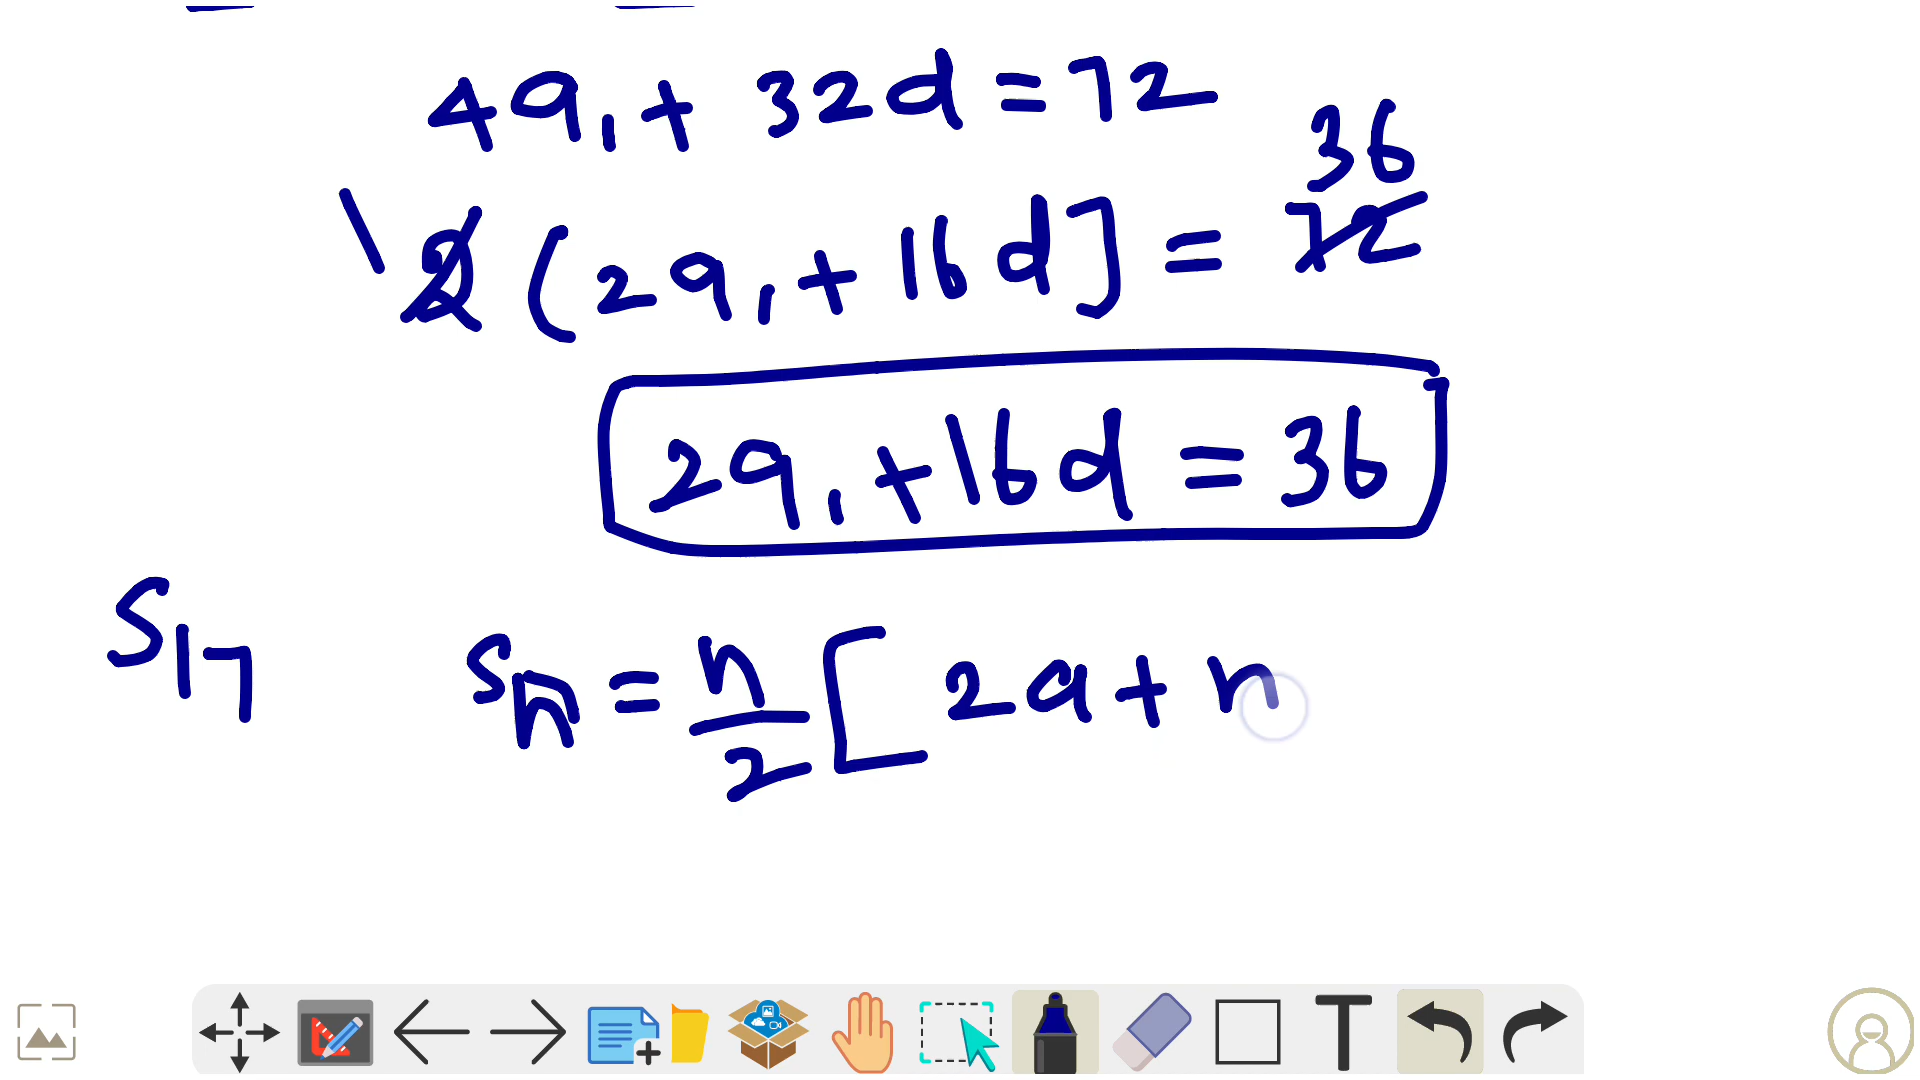 4a₁ + 32d = 72
36
2 (2a₁ + 16d] = 72
2a₁ + 16d = 36
S₁₇ Sn = n/2 [ 2a + n
T